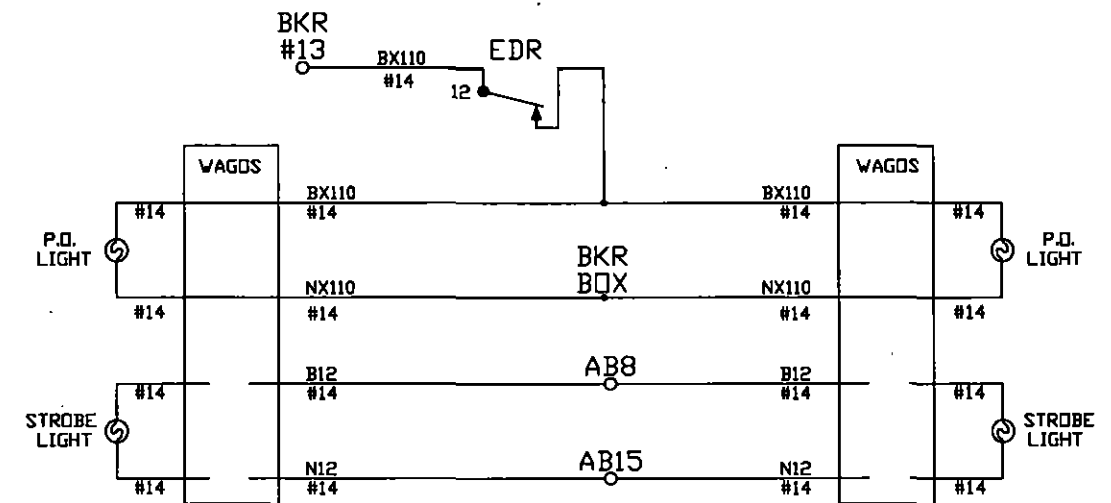 BKR
#13
BX110
#14
EDR
12
WAGOS
WAGOS
#14
BX110
#14
BX110
#14
#14
P.O.
LIGHT
BKR
BOX
P.O.
LIGHT
#14
NX110
#14
NX110
#14
#14
#14
B12
#14
AB8
B12
#14
#14
STROBE
LIGHT
STROBE
LIGHT
#14
N12
#14
AB15
N12
#14
#14